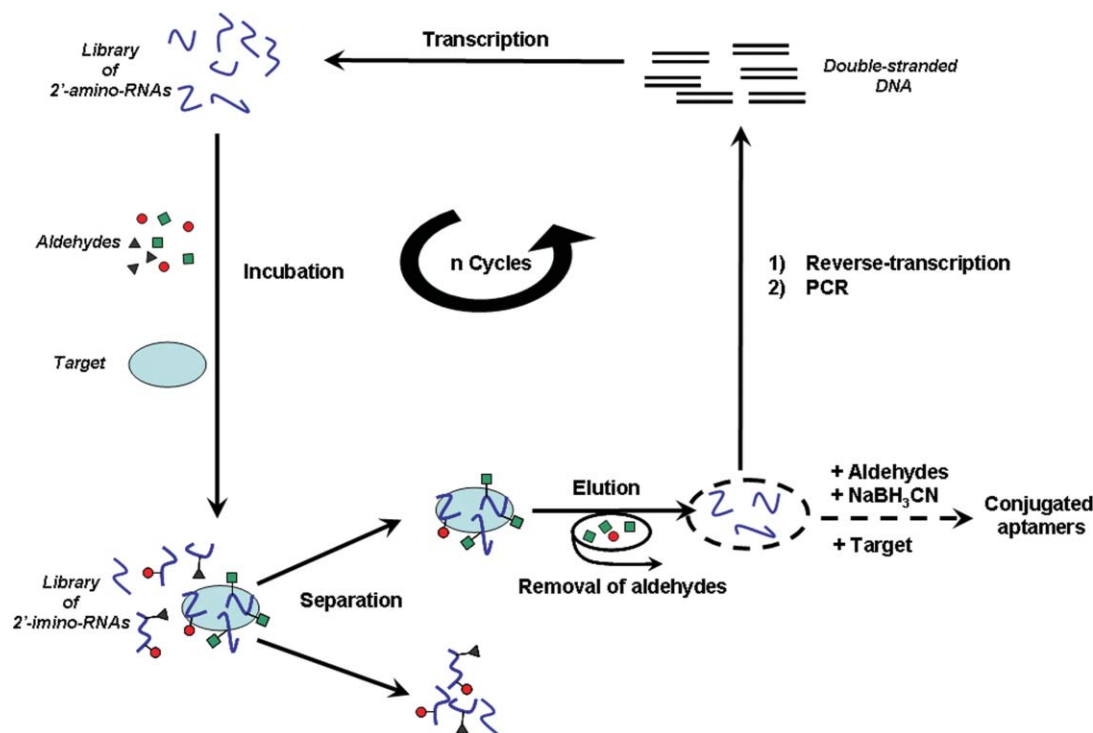 Library
of
2'-amino-RNAs
Transcription
Double-stranded
DNA
Aldehydes
Incubation
n Cycles
1) Reverse-transcription
2) PCR
Target
Library
of
2'-imino-RNAs
Separation
Elution
Removal of aldehydes
+ Aldehydes
+ NaBH₃CN
+ Target
Conjugated
aptamers